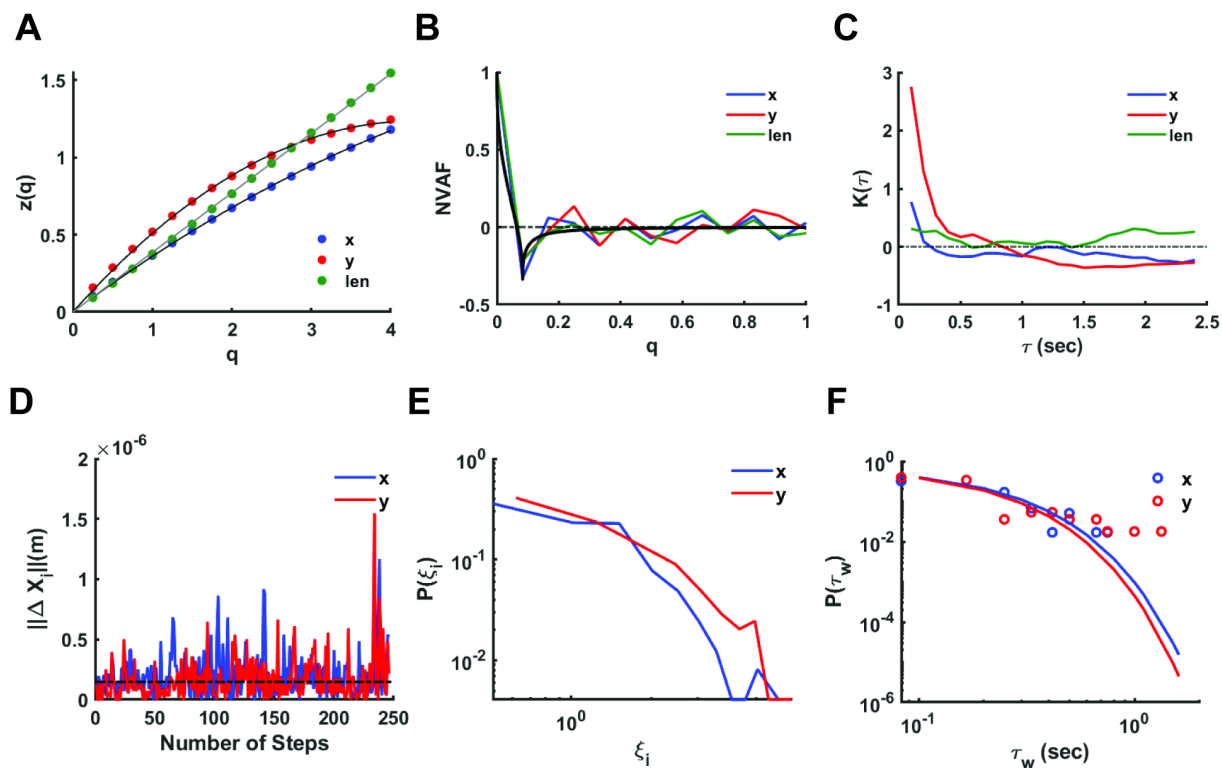 A
z(q)
1.5
1
0.5
0
0 1 2 3 4
q
x
y
len
B
NVAF
1
0.5
0
-0.5
0 0.2 0.4 0.6 0.8 1
q
x
y
len
C
K(τ)
3
2
1
0
-1
0 0.5 1 1.5 2 2.5
τ (sec)
x
y
len
D
×10⁻⁶
||Δ Xᵢ||(m)
2
1.5
1
0.5
0
0 50 100 150 200 250
Number of Steps
x
y
E
P(ξᵢ)
10⁰
10⁻¹
10⁻²
10⁰
ξᵢ
x
y
F
P(τ_w)
10⁰
10⁻²
10⁻⁴
10⁻⁶
10⁻¹ 10⁰
τ_w (sec)
x
y